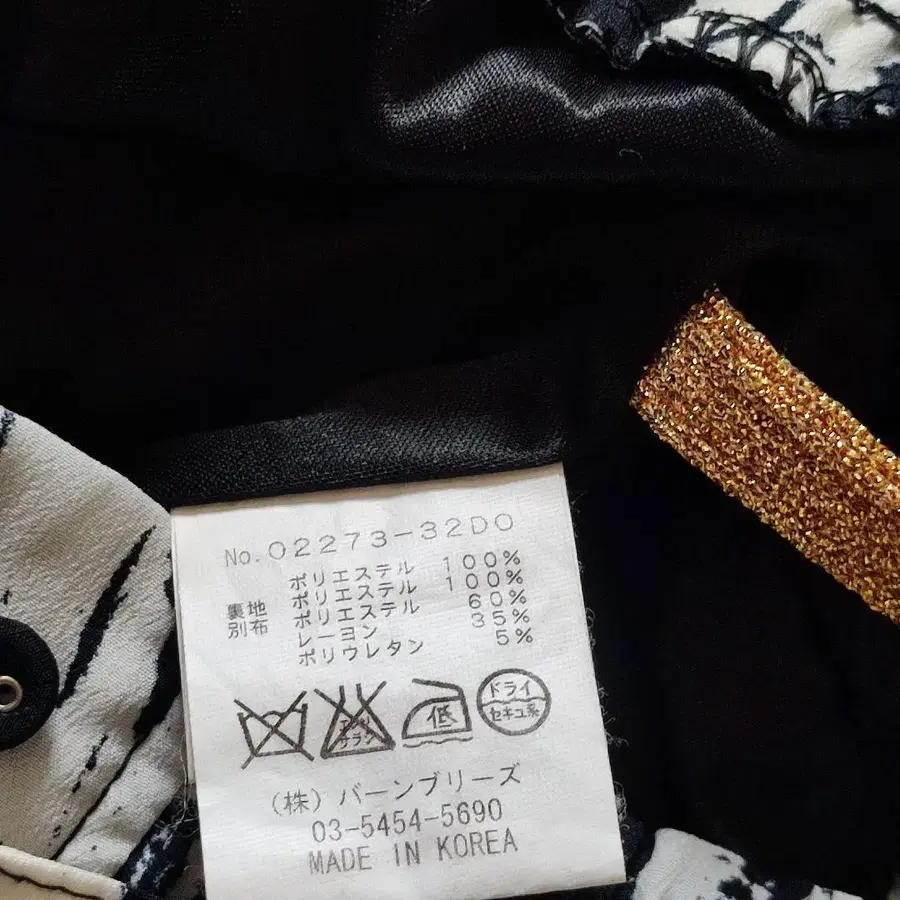 No.02273-32DO
ポリエステル 100%
裏地 ポリエステル 100%
別布 ポリエステル 60%
レーヨン 35%
ポリウレタン 5%
低
ドライ
セキユ系
(株)バーンブリーズ
03-5454-5690
MADE IN KOREA